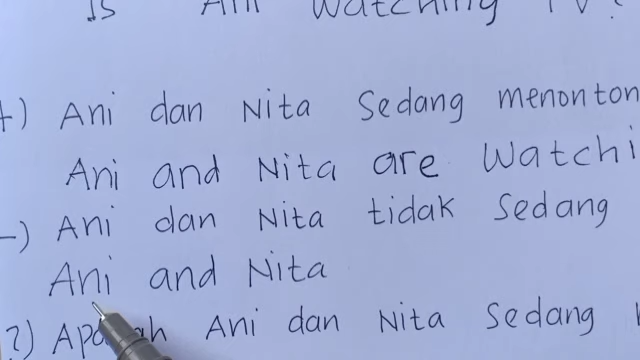 Is Ani Watching TV?
+) Ani dan Nita Sedang menonton
Ani and Nita are Watchi
-) Ani dan Nita tidak Sedang
Ani and Nita
?) Apakah Ani dan Nita Sedang